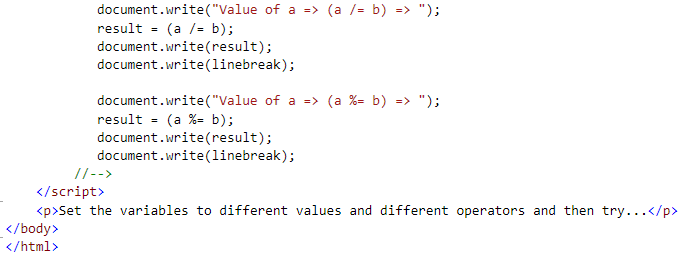 document.write("Value of a => (a /= b) => ");
result = (a /= b);
document.write(result);
document.write(linebreak);
document.write("Value of a => (a %= b) => ");
result = (a %= b);
document.write(result);
document.write(linebreak);
//-->
</script>
<p>Set the variables to different values and different operators and then try...</p>
</body>
</html>